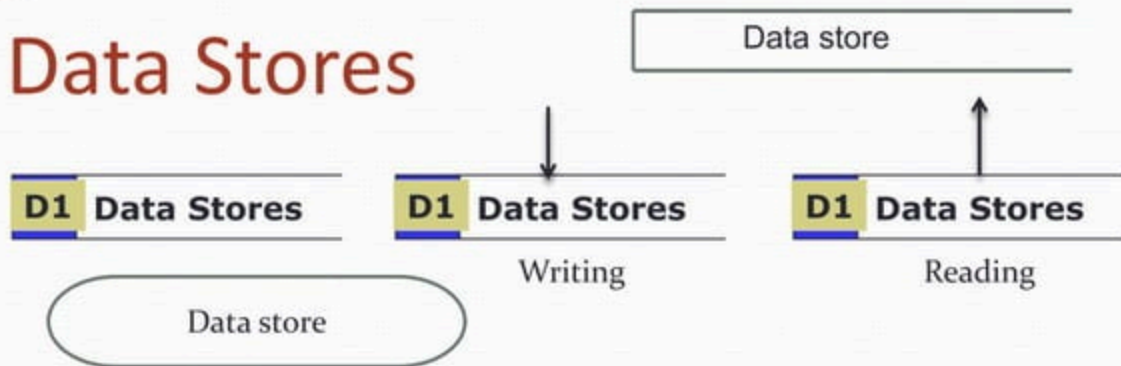 Data store
Data Stores
D1 Data Stores
D1 Data Stores
D1 Data Stores
Writing
Reading
Data store